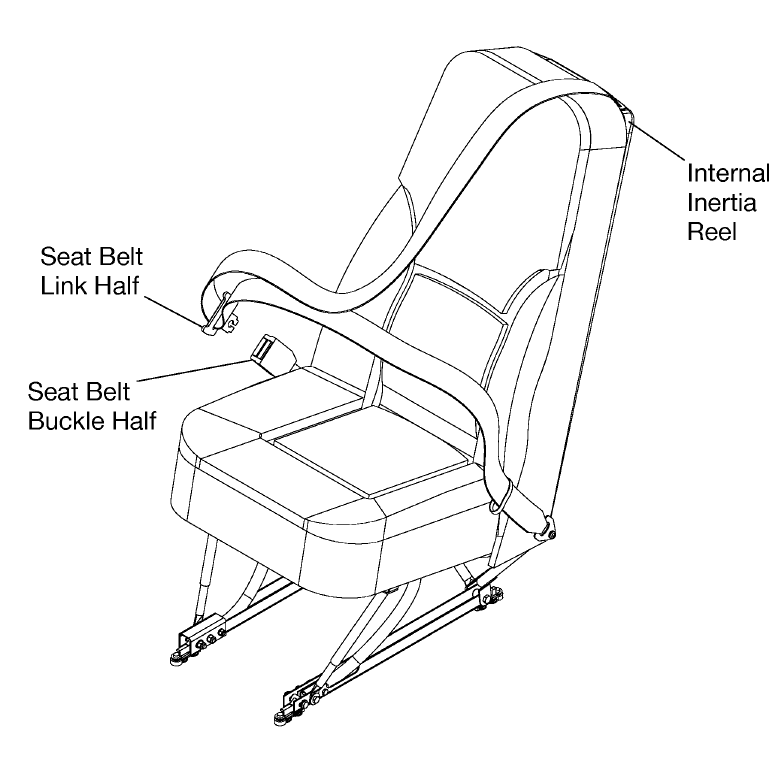 Internal
Inertia
Reel
Seat Belt
Link Half
Seat Belt
Buckle Half